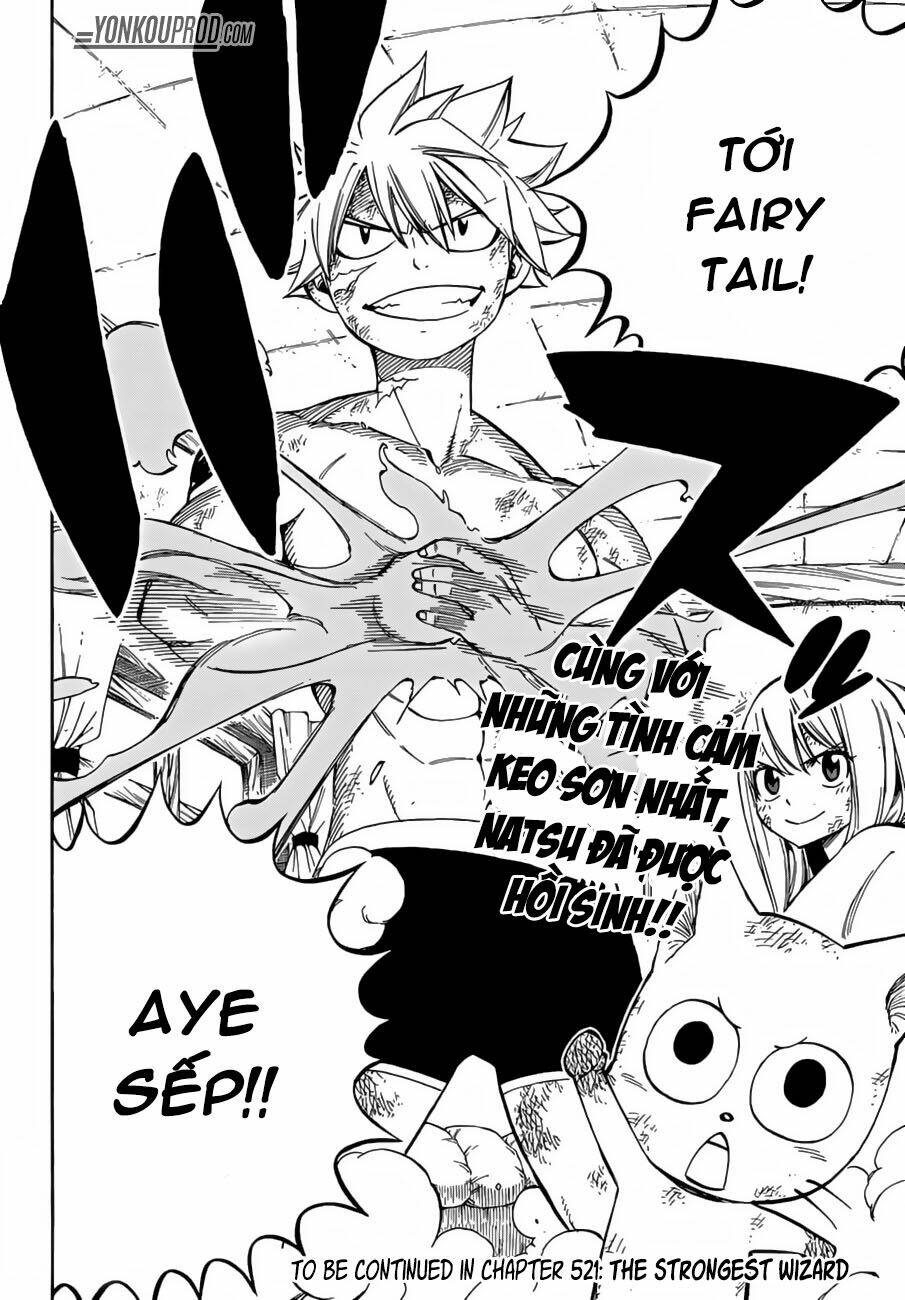 =YONKOUPROD.COM
TỚI
FAIRY
TAIL!
CÙNG VỚI
NHỮNG TÌNH CẢM
KEO SƠN NHẤT,
NATSU ĐÃ ĐƯỢC
HỒI SINH!!
AYE
SẾP!!
TO BE CONTINUED IN CHAPTER 521: THE STRONGEST WIZARD